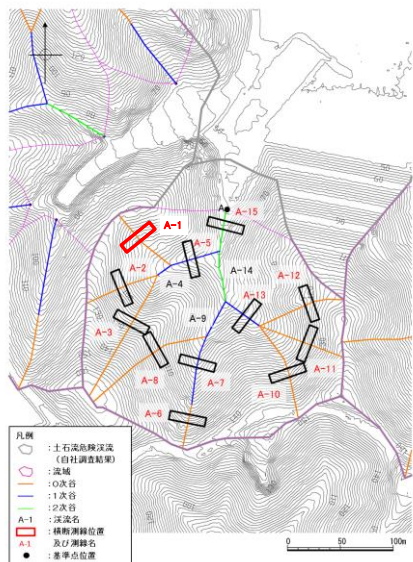 A-1
A
A-15
A-5
A-2
A-4
A-14
A-12
A-13
A-3
A-9
A-8
A-7
A-11
A-10
A-6
凡例
：土石流危険渓流
（自社調査結果）
：流域
：0次谷
：1次谷
：2次谷
A-1 ：渓流名
：横断測線位置
A-1 及び測線名
：基準点位置
0 50 100m